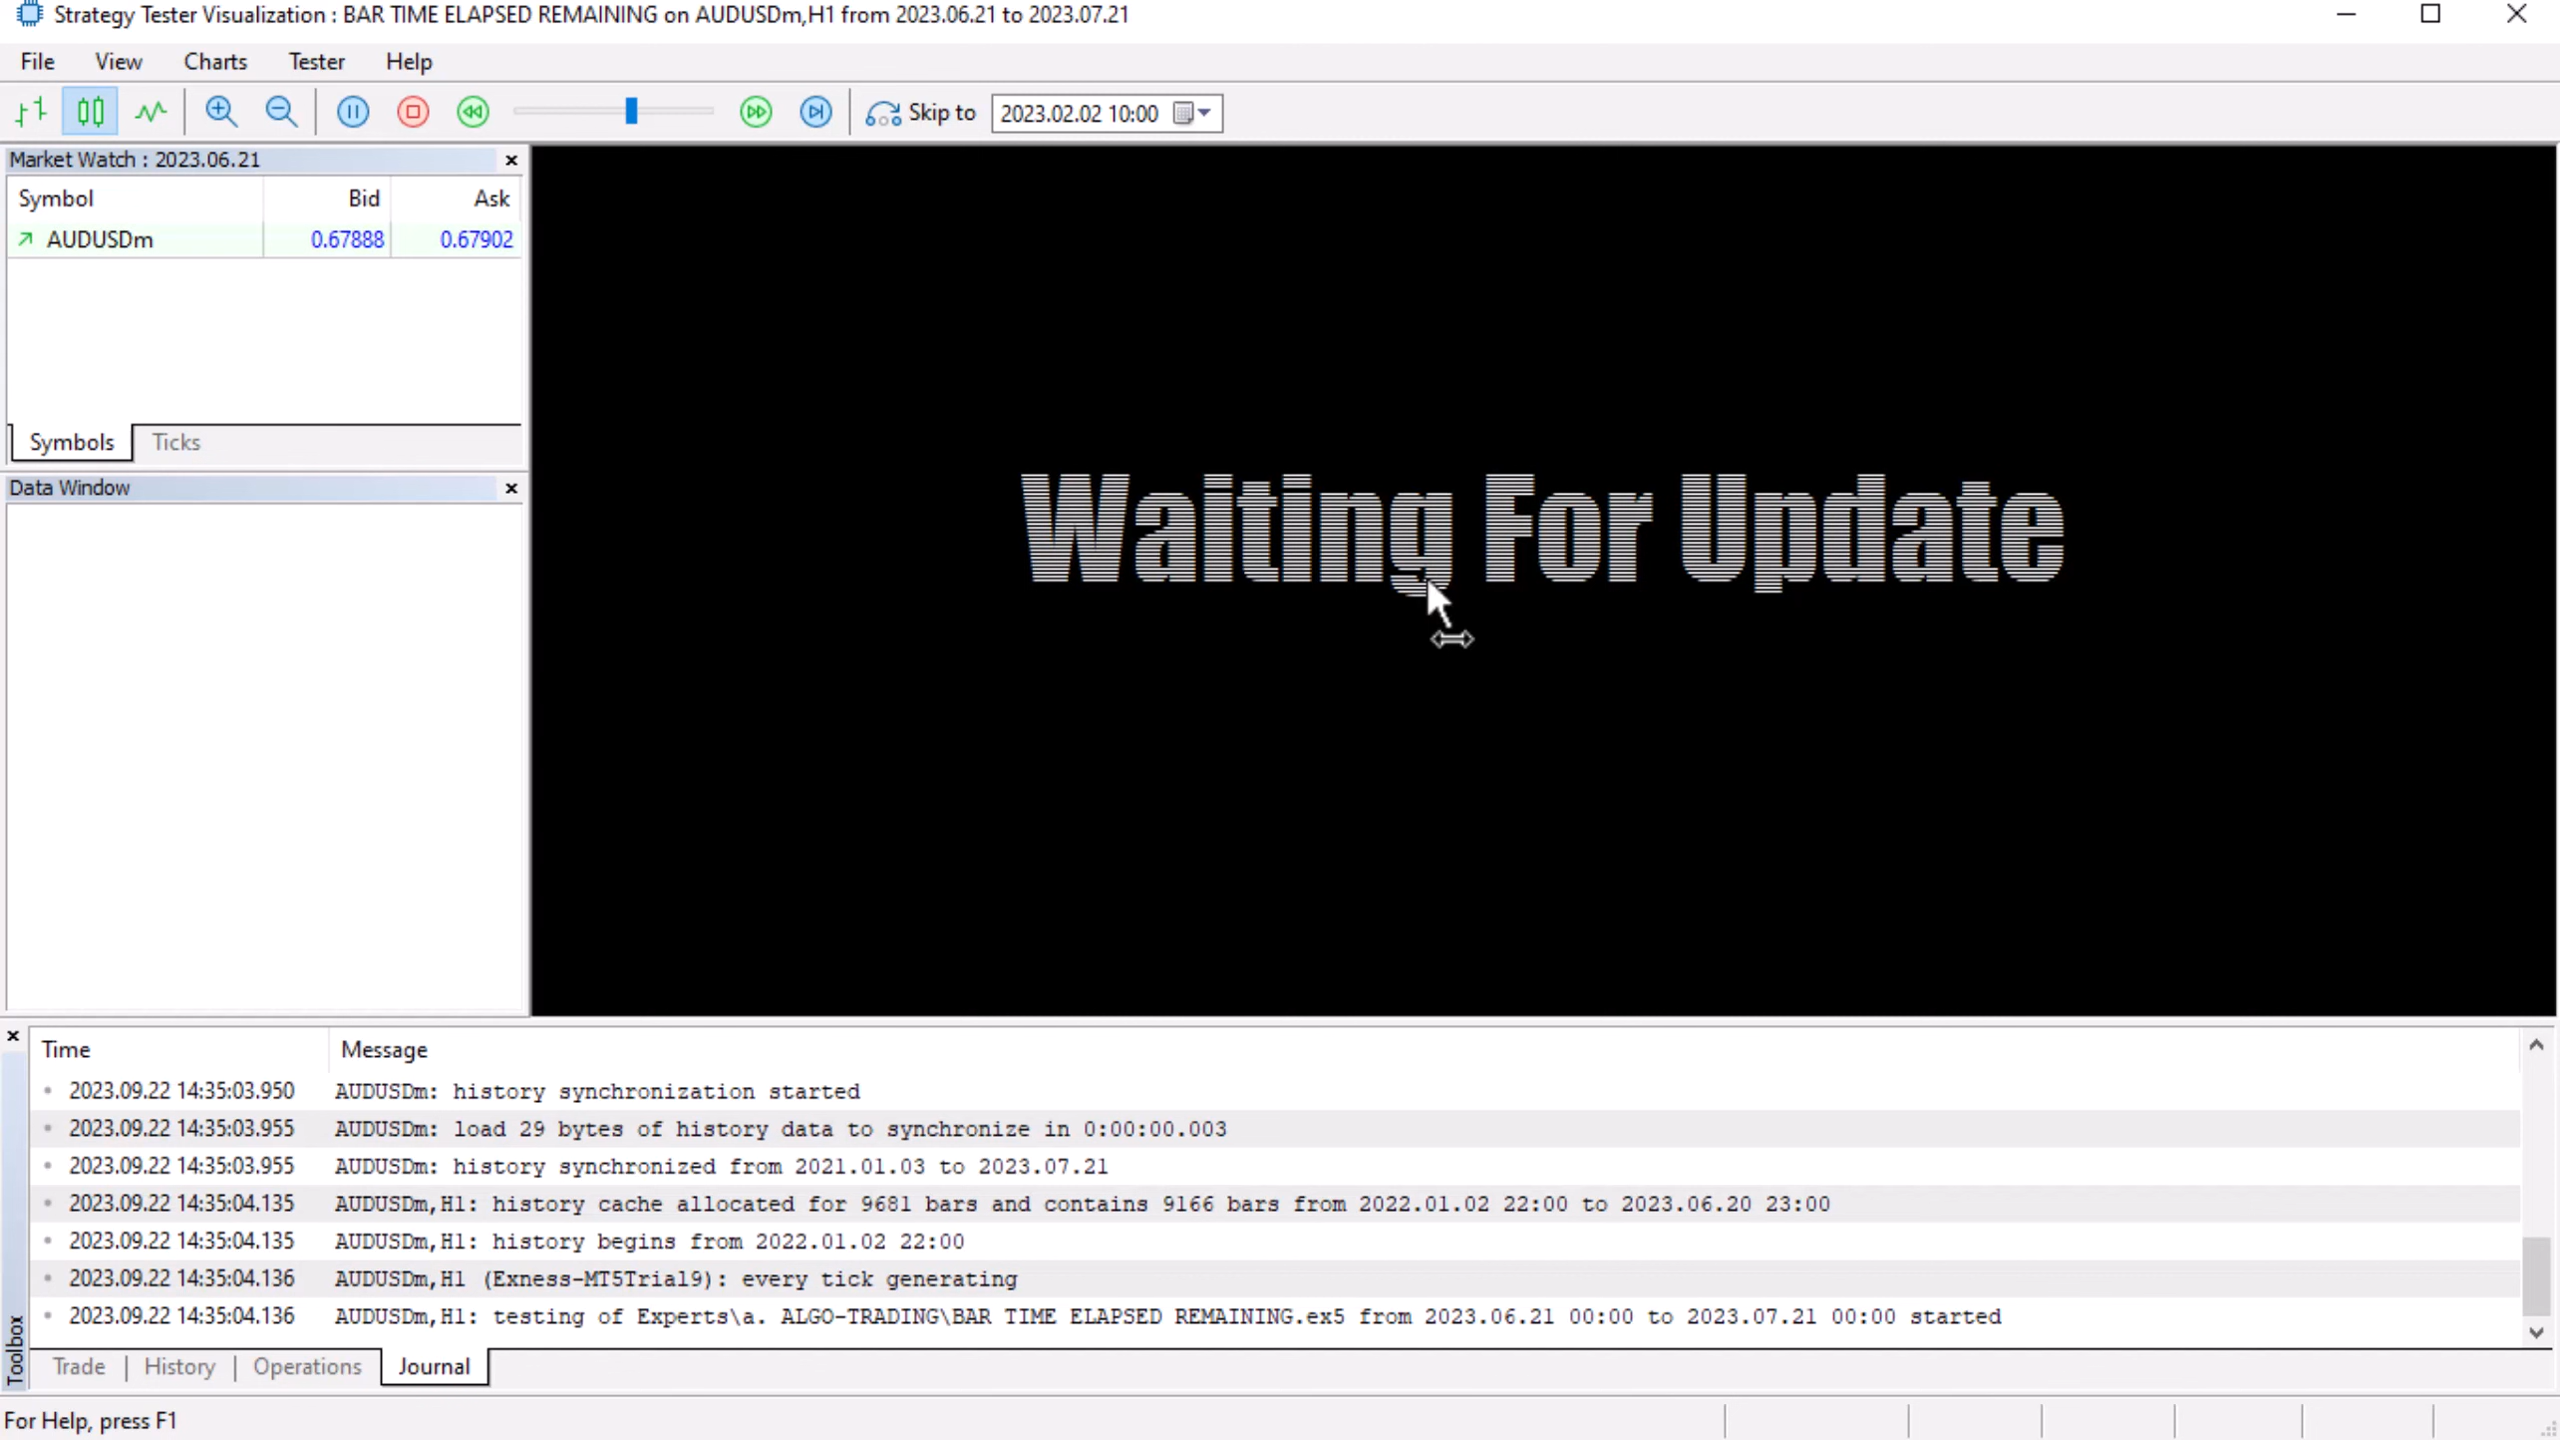 Strategy Tester Visualization : BAR TIME ELAPSED REMAINING on AUDUSDm,H1 from 2023.06.21 to 2023.07.21
File View Charts Tester Help
Skip to 2023.02.02 10:00
Market Watch : 2023.06.21
Symbol Bid Ask
AUDUSDm 0.67888 0.67902
Symbols Ticks
Data Window
Waiting For Update
Time Message
2023.09.22 14:35:03.950 AUDUSDm: history synchronization started
2023.09.22 14:35:03.955 AUDUSDm: load 29 bytes of history data to synchronize in 0:00:00.003
2023.09.22 14:35:03.955 AUDUSDm: history synchronized from 2021.01.03 to 2023.07.21
2023.09.22 14:35:04.135 AUDUSDm,H1: history cache allocated for 9681 bars and contains 9166 bars from 2022.01.02 22:00 to 2023.06.20 23:00
2023.09.22 14:35:04.135 AUDUSDm,H1: history begins from 2022.01.02 22:00
2023.09.22 14:35:04.136 AUDUSDm,H1 (Exness-MT5Trial9): every tick generating
2023.09.22 14:35:04.136 AUDUSDm,H1: testing of Experts\a. ALGO-TRADING\BAR TIME ELAPSED REMAINING.ex5 from 2023.06.21 00:00 to 2023.07.21 00:00 started
Toolbox
Trade History Operations Journal
For Help, press F1